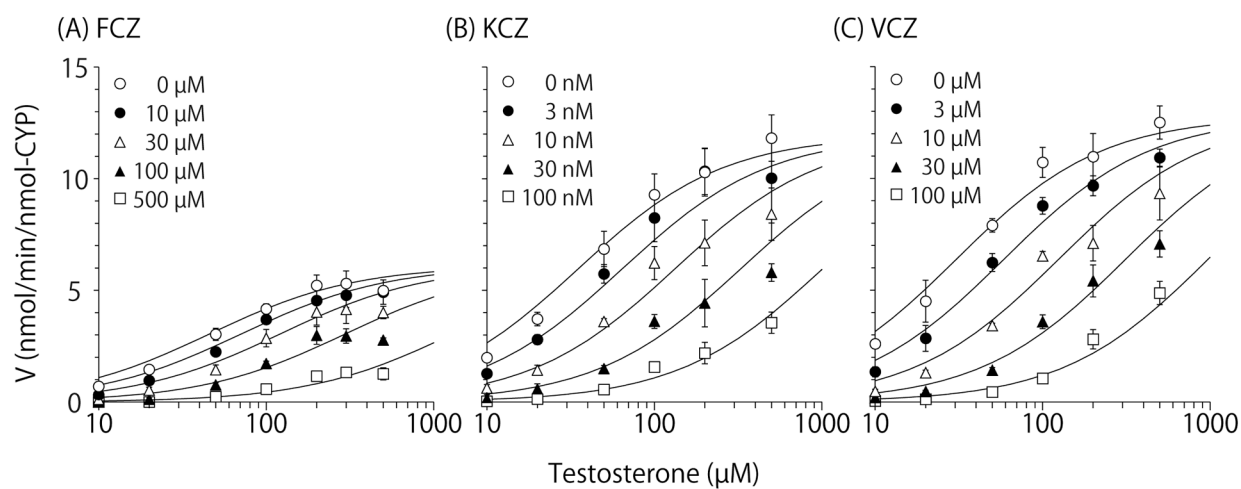 (A) FCZ
(B) KCZ
(C) VCZ
V (nmol/min/nmol-CYP)
15
10
5
0
0 μM
10 μM
30 μM
100 μM
500 μM
10
100
1000
0 nM
3 nM
10 nM
30 nM
100 nM
10
100
1000
0 μM
3 μM
10 μM
30 μM
100 μM
10
100
1000
Testosterone (μM)